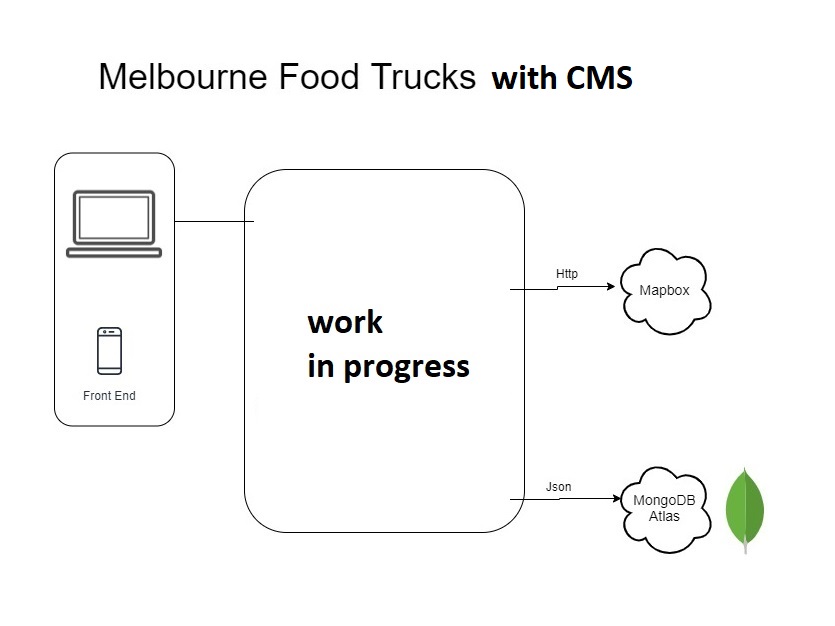 Melbourne Food Trucks with CMS
Front End
work
in progress
Http
Mapbox
Json
MongoDB
Atlas